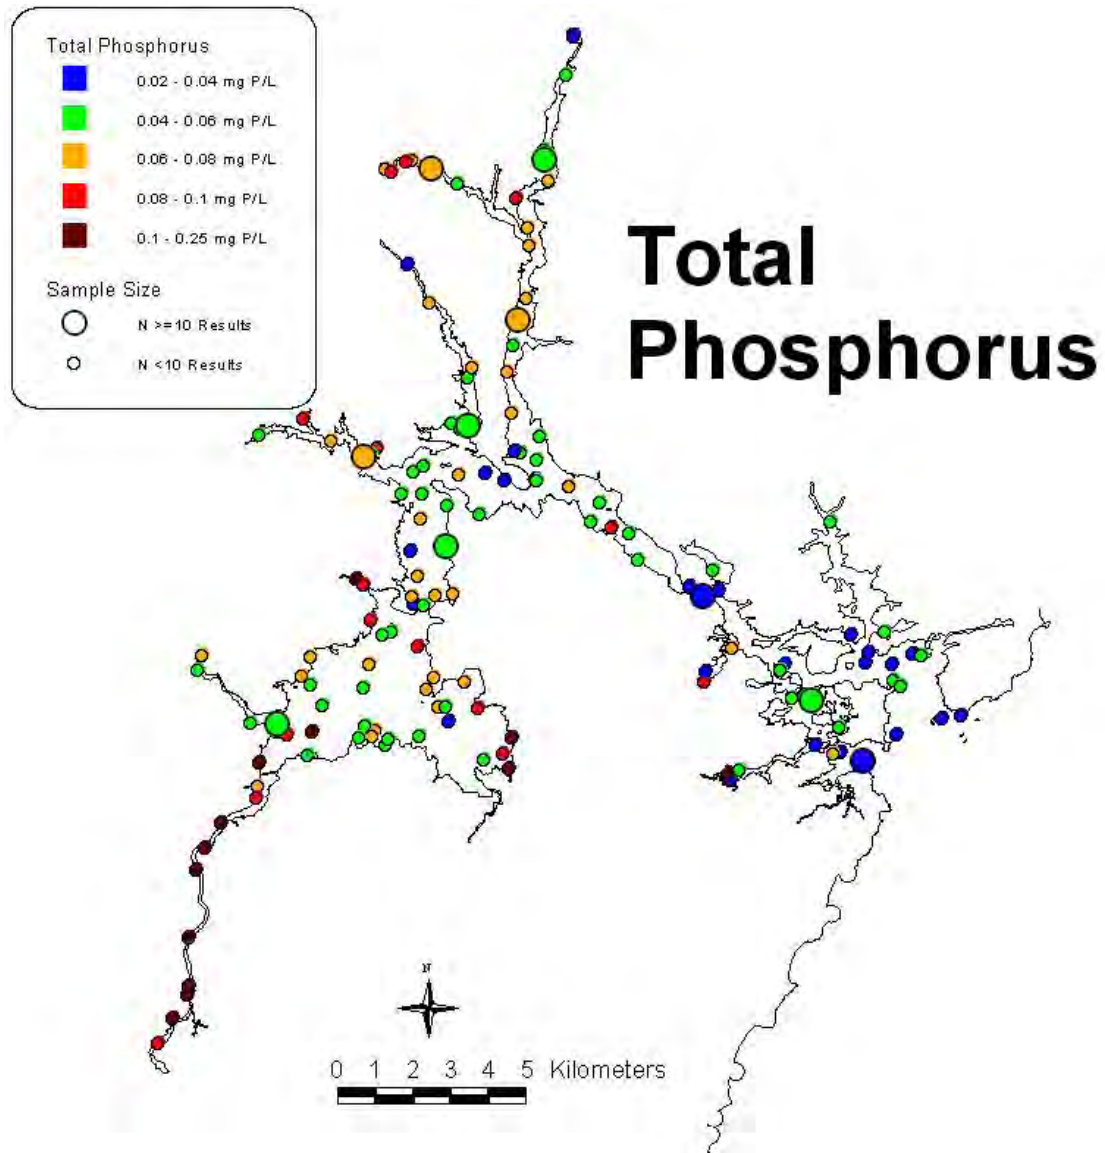 Total Phosphorus
0.02 - 0.04 mg P/L
0.04 - 0.06 mg P/L
0.06 - 0.08 mg P/L
0.08 - 0.1 mg P/L
0.1 - 0.25 mg P/L
Sample Size
N >=10 Results
N <10 Results
Total
Phosphorus
N
0 1 2 3 4 5 Kilometers